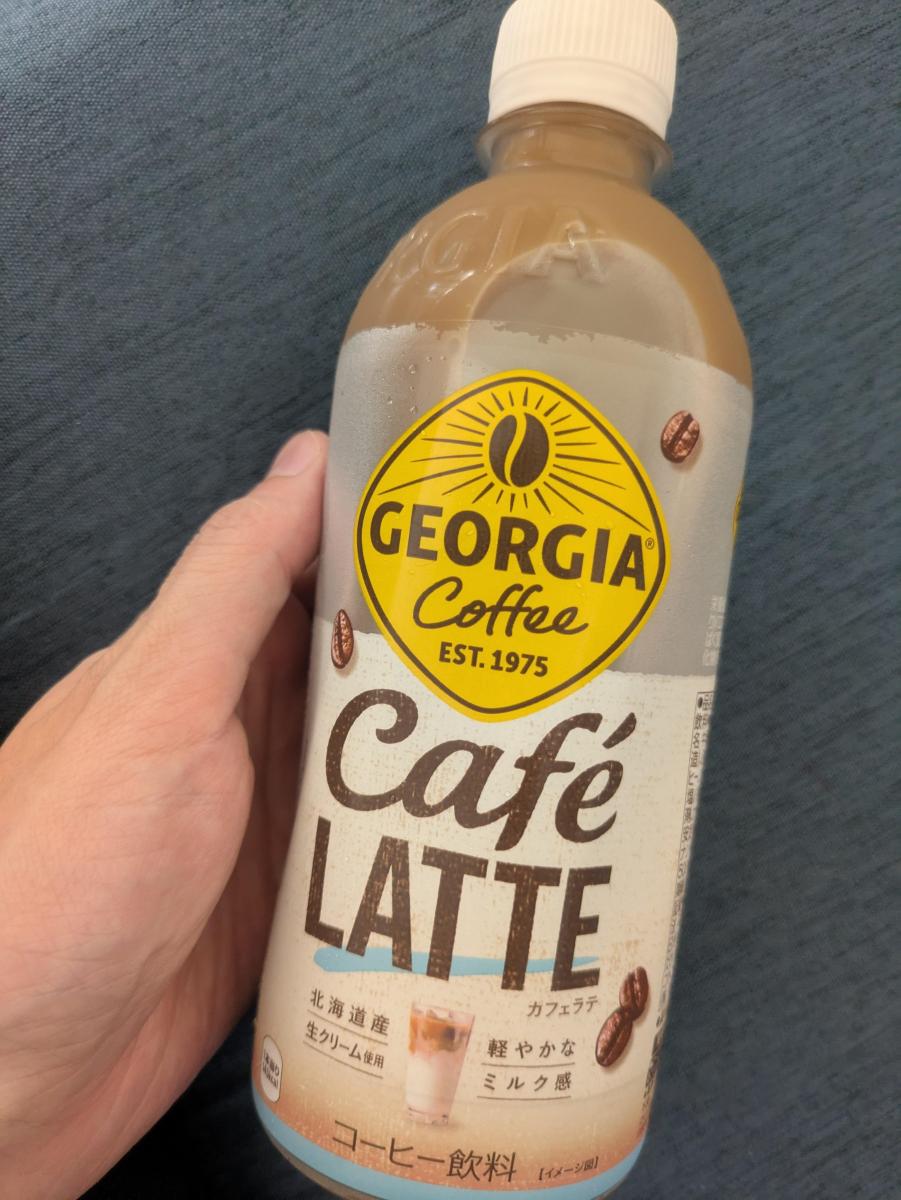 GEORGIA®
Coffee
EST. 1975
Café
LATTE
カフェラテ
北海道産
生クリーム使用
軽やかな
ミルク感
コーヒー飲料
【イメージ図】